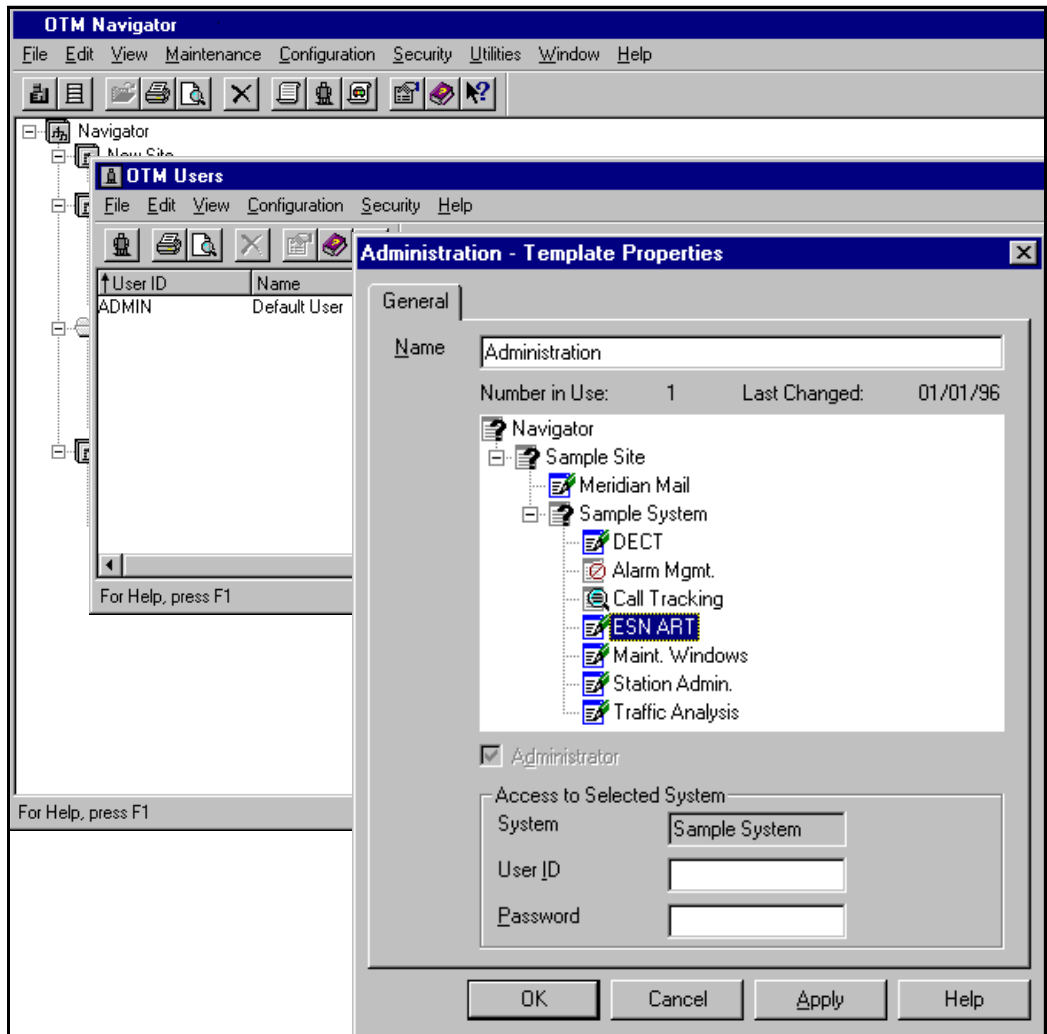 OTM Navigator
File Edit View Maintenance Configuration Security Utilities Window Help
Navigator
New Site
OTM Users
File Edit View Configuration Security Help
User ID Name
ADMIN Default User
For Help, press F1
For Help, press F1
Administration - Template Properties
General
Name Administration
Number in Use: 1 Last Changed: 01/01/96
Navigator
Sample Site
Meridian Mail
Sample System
DECT
Alarm Mgmt.
Call Tracking
ESN ART
Maint. Windows
Station Admin.
Traffic Analysis
Administrator
Access to Selected System
System Sample System
User ID
Password
OK Cancel Apply Help